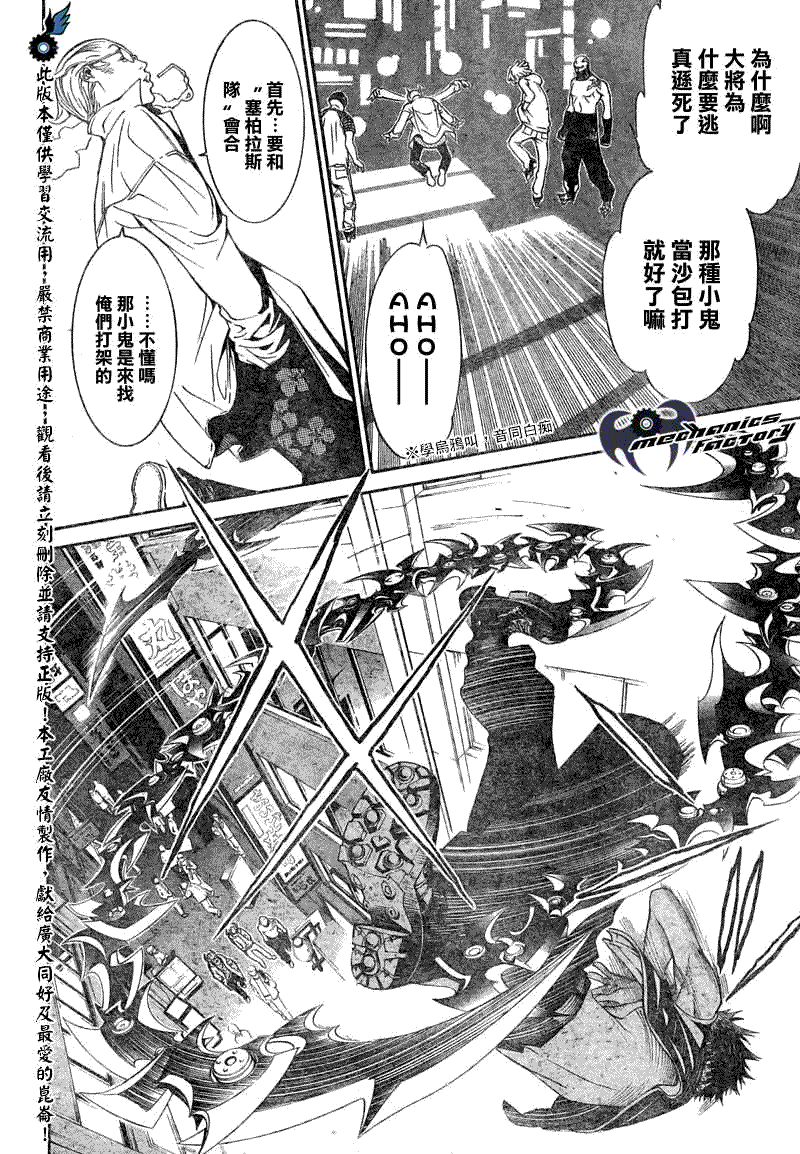 為什麼啊
大將為
什麼要逃
真遜死了
那種小鬼
當沙包打
就好了嘛
AHO——
AHO——
※學烏鴉叫；音同白痴
首先…要和
"塞柏拉斯
隊"會合
……不懂嗎
那小鬼是來找
俺們打架的
mechanics
factory
丸
ほや
此版本僅供學習交流用；嚴禁商業用途；觀看後請立刻刪除並請支持正版！本工廠友情製作，獻給廣大同好及最愛的崑崙！